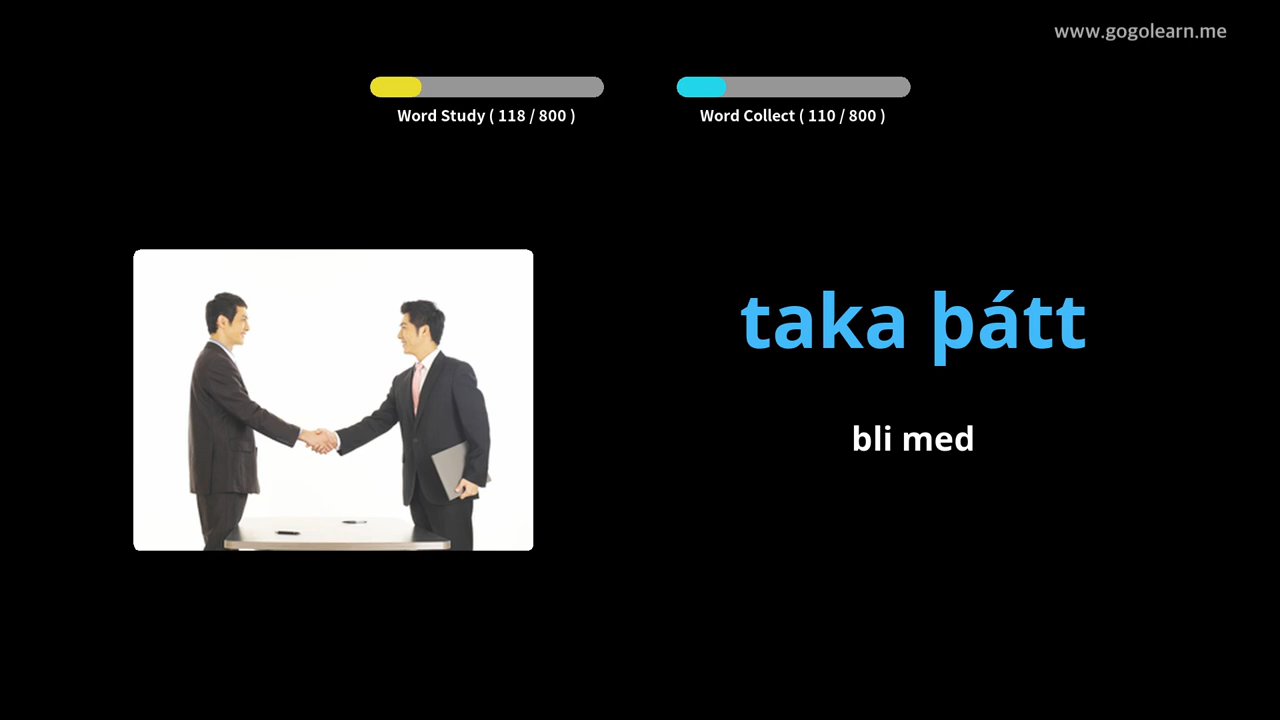 www.gogolearn.me
Word Study ( 118 / 800 )
Word Collect ( 110 / 800 )
taka þátt
bli med